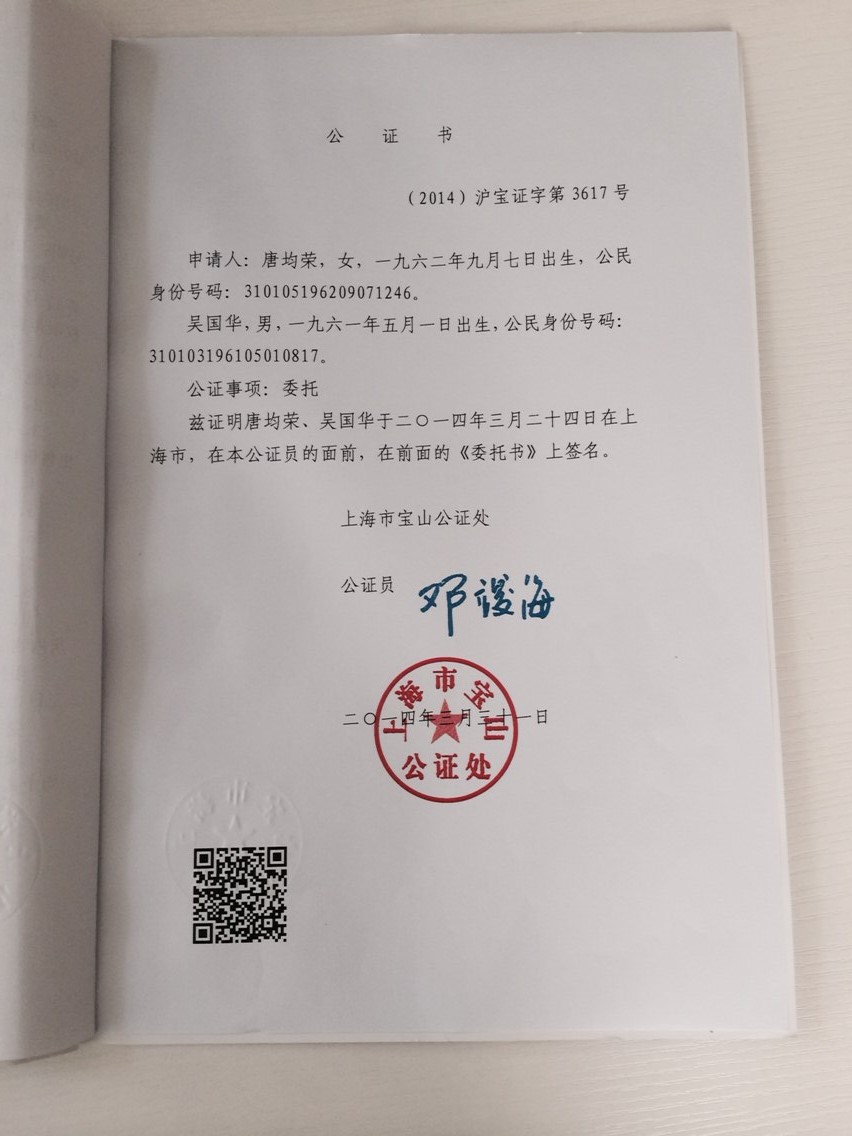 公 证 书
（2014）沪宝证字第 3617 号
申请人：唐均荣，女，一九六二年九月七日出生，公民
身份号码：310105196209071246。
吴国华，男，一九六一年五月一日出生，公民身份号码：
310103196105010817。
公证事项：委托
兹证明唐均荣、吴国华于二〇一四年三月二十四日在上
海市，在本公证员的面前，在前面的《委托书》上签名。
上海市宝山公证处
公证员 邓海
二〇一四年三月三十一日
上海市宝山
公证处